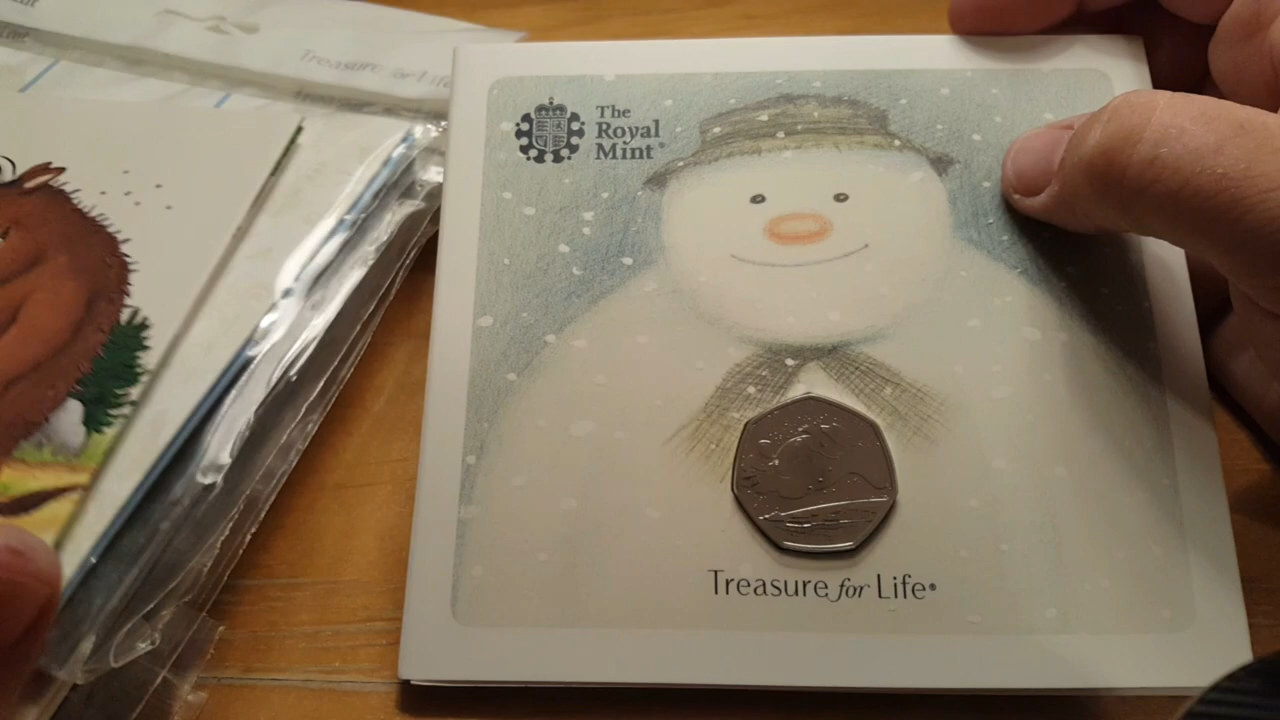 Treasure for Life
The
Royal
Mint®
Treasure for Life®